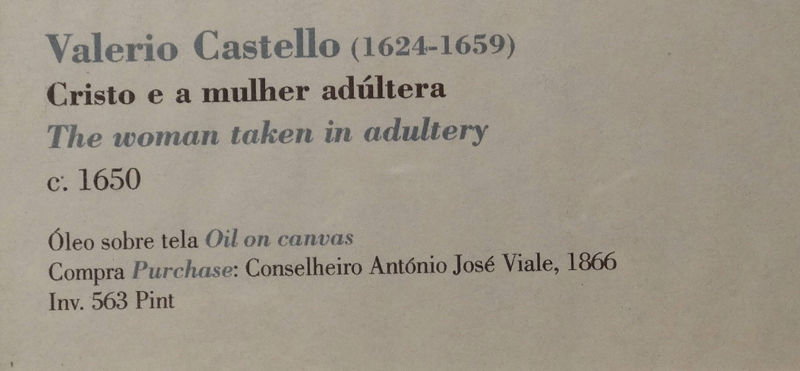 Valerio Castello (1624-1659)
Cristo e a mulher adúltera
The woman taken in adultery
c. 1650
Óleo sobre tela Oil on canvas
Compra Purchase: Conselheiro António José Viale, 1866
Inv. 563 Pint